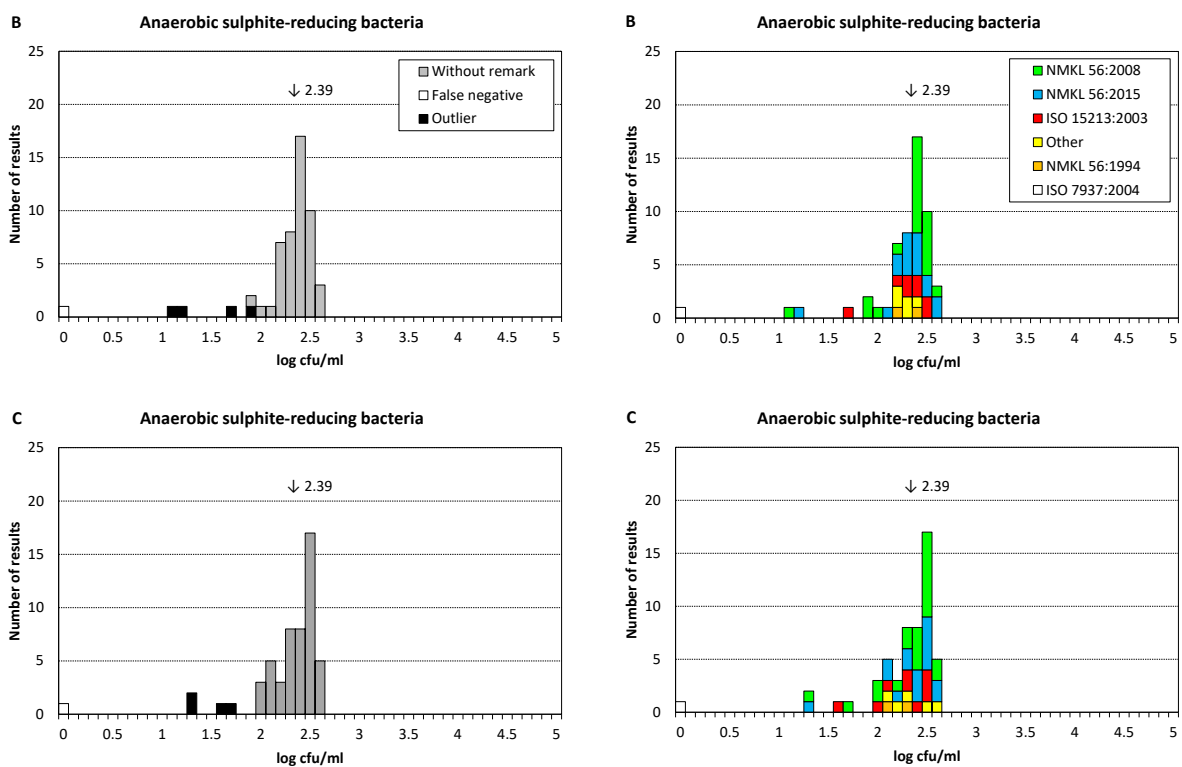 B Anaerobic sulphite-reducing bacteria
25
20
15
10
5
0
Number of results
↓ 2.39
Without remark
False negative
Outlier
0 0.5 1 1.5 2 2.5 3 3.5 4 4.5 5
log cfu/ml
B Anaerobic sulphite-reducing bacteria
25
20
15
10
5
0
Number of results
↓ 2.39
NMKL 56:2008
NMKL 56:2015
ISO 15213:2003
Other
NMKL 56:1994
ISO 7937:2004
0 0.5 1 1.5 2 2.5 3 3.5 4 4.5 5
log cfu/ml
C Anaerobic sulphite-reducing bacteria
25
20
15
10
5
0
Number of results
↓ 2.39
0 0.5 1 1.5 2 2.5 3 3.5 4 4.5 5
log cfu/ml
C Anaerobic sulphite-reducing bacteria
25
20
15
10
5
0
Number of results
↓ 2.39
0 0.5 1 1.5 2 2.5 3 3.5 4 4.5 5
log cfu/ml